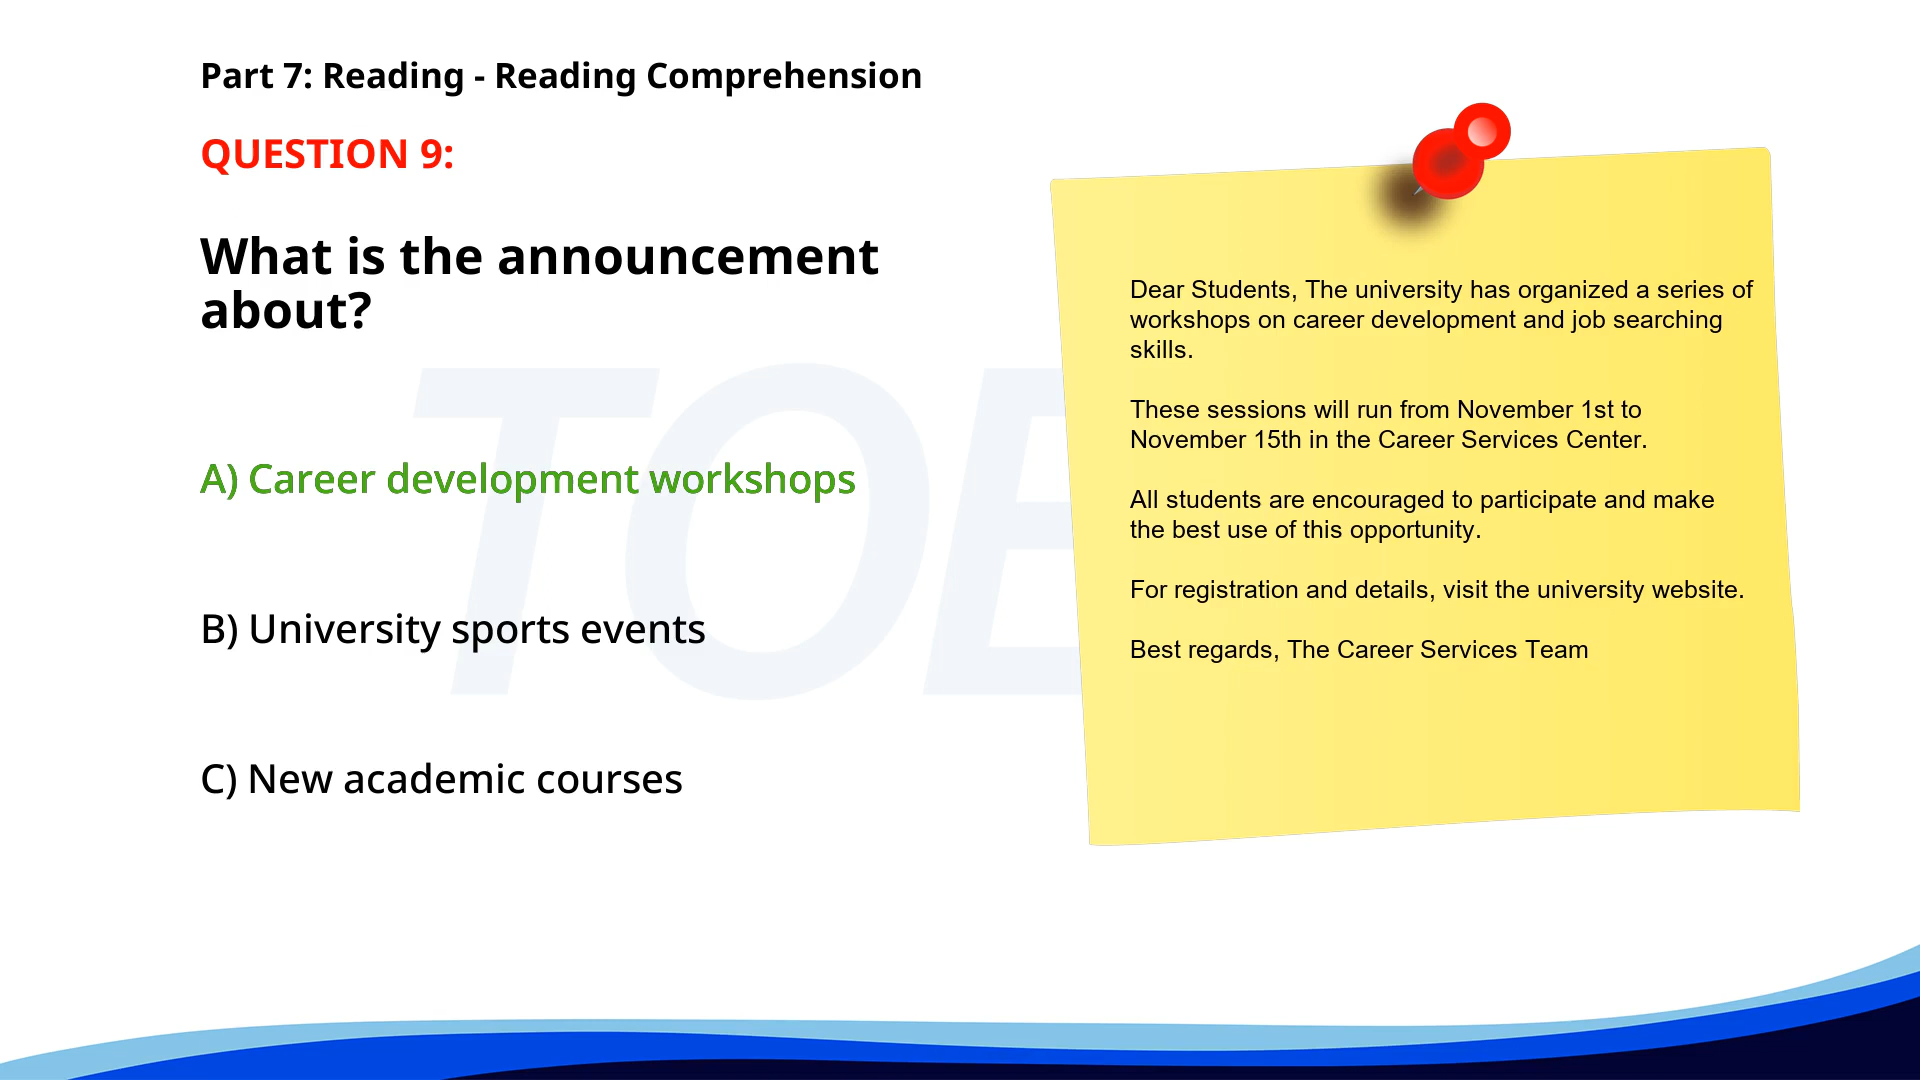 Part 7: Reading - Reading Comprehension
QUESTION 9:
What is the announcement
about?
A) Career development workshops
B) University sports events
C) New academic courses
Dear Students, The university has organized a series of
workshops on career development and job searching
skills.
These sessions will run from November 1st to
November 15th in the Career Services Center.
All students are encouraged to participate and make
the best use of this opportunity.
For registration and details, visit the university website.
Best regards, The Career Services Team